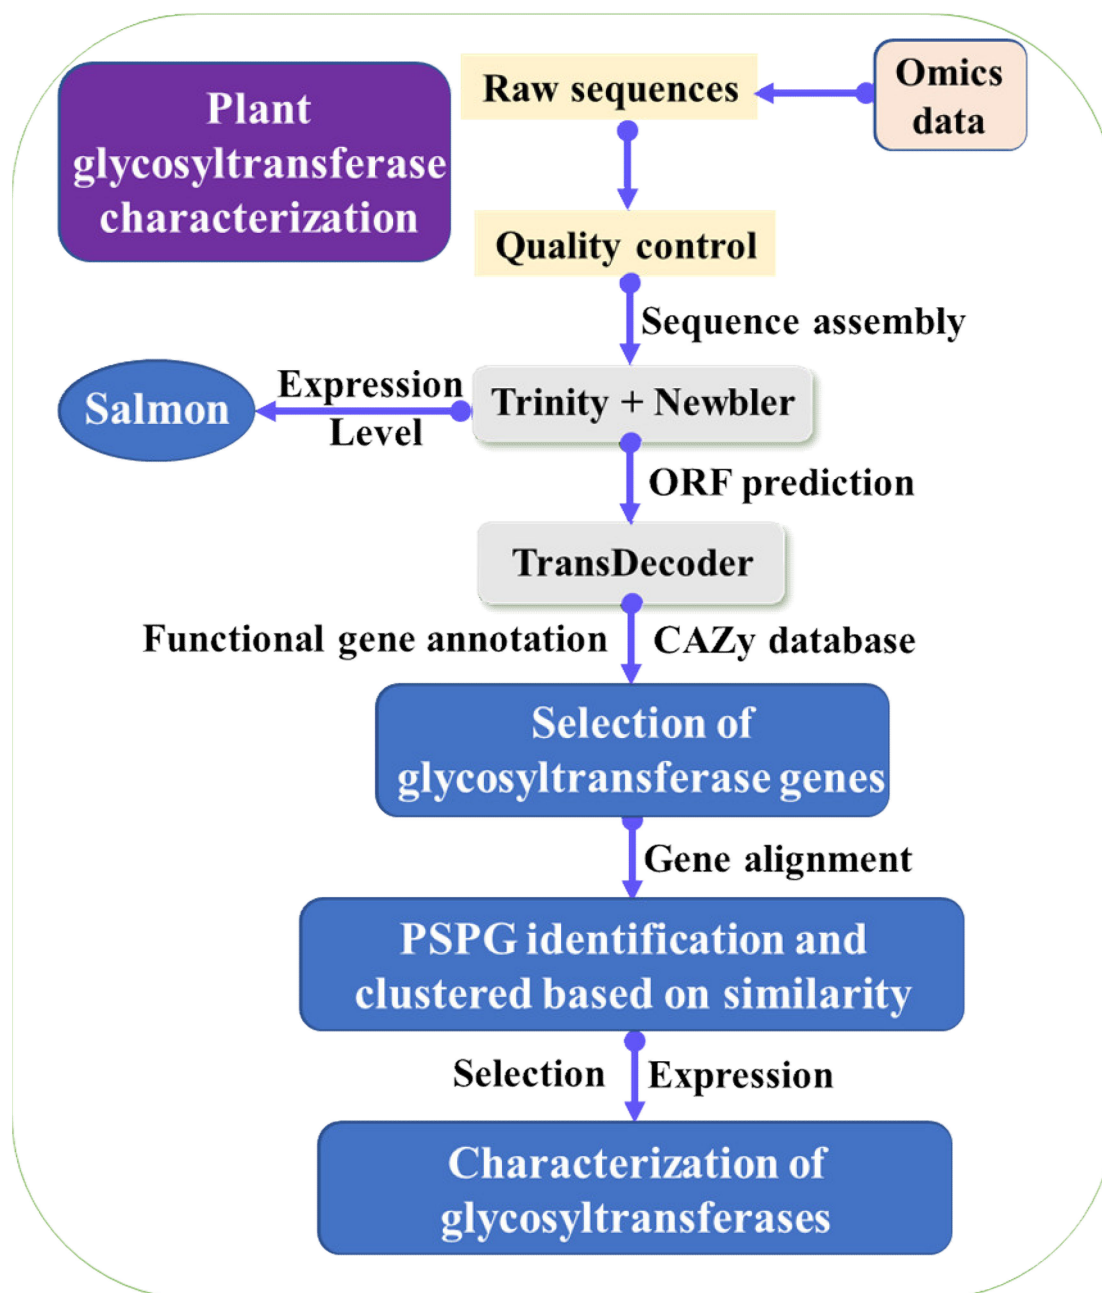 Plant
glycosyltransferase
characterization
Raw sequences
Omics
data
Quality control
Sequence assembly
Trinity + Newbler
Expression
Level
Salmon
ORF prediction
TransDecoder
Functional gene annotation
CAZy database
Selection of
glycosyltransferase genes
Gene alignment
PSPG identification and
clustered based on similarity
Selection
Expression
Characterization of
glycosyltransferases